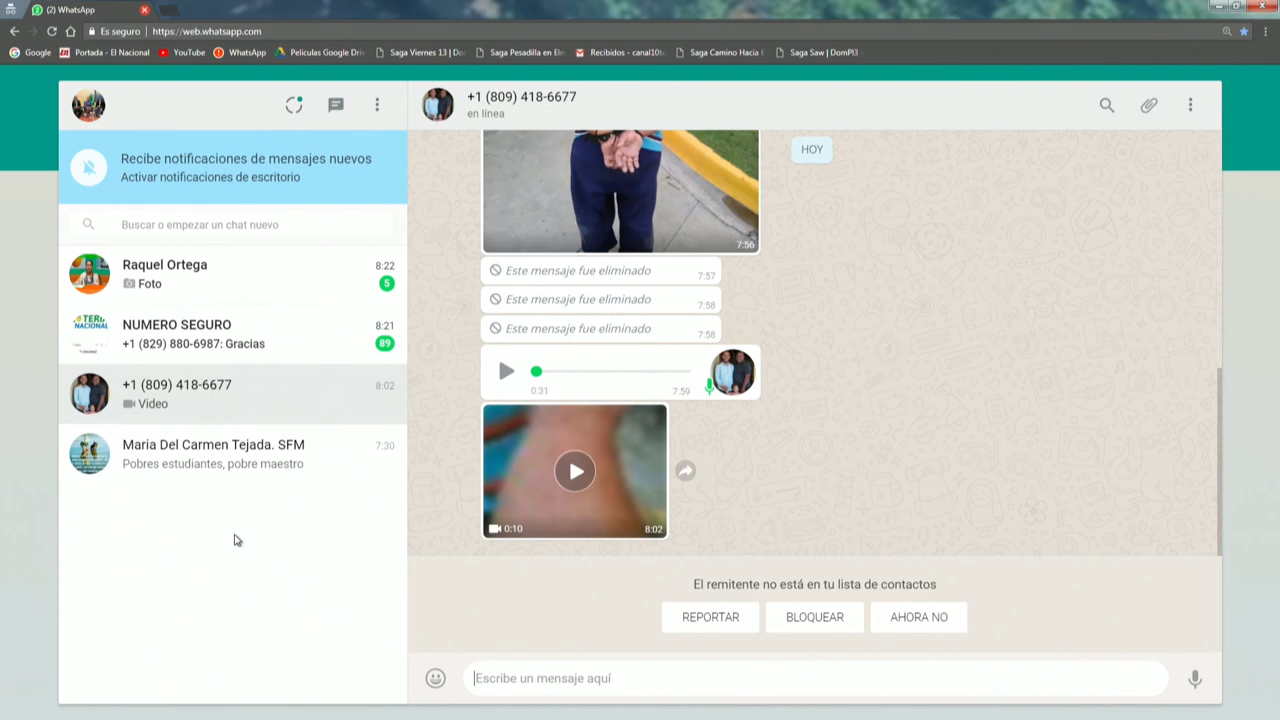 (2) WhatsApp
Es seguro | https://web.whatsapp.com
Google Portada - El Nacional YouTube WhatsApp Peliculas Google Dri Saga Viernes 13 | Do Saga Pesadilla en Elm Recibidos - canal10t Saga Camino Hacia Saga Saw | DomPl3 -
+1 (809) 418-6677
en línea
Recibe notificaciones de mensajes nuevos
Activar notificaciones de escritorio
Buscar o empezar un chat nuevo
Raquel Ortega 8:22
Foto 5
NACIONAL
NUMERO SEGURO 8:21
+1 (829) 880-6987: Gracias 89
+1 (809) 418-6677 8:02
Video
Maria Del Carmen Tejada. SFM 7:30
Pobres estudiantes, pobre maestro
HOY
7:56
Este mensaje fue eliminado 7:57
Este mensaje fue eliminado 7:58
Este mensaje fue eliminado 7:58
0:31 7:59
0:10 8:02
El remitente no está en tu lista de contactos
REPORTAR BLOQUEAR AHORA NO
Escribe un mensaje aquí